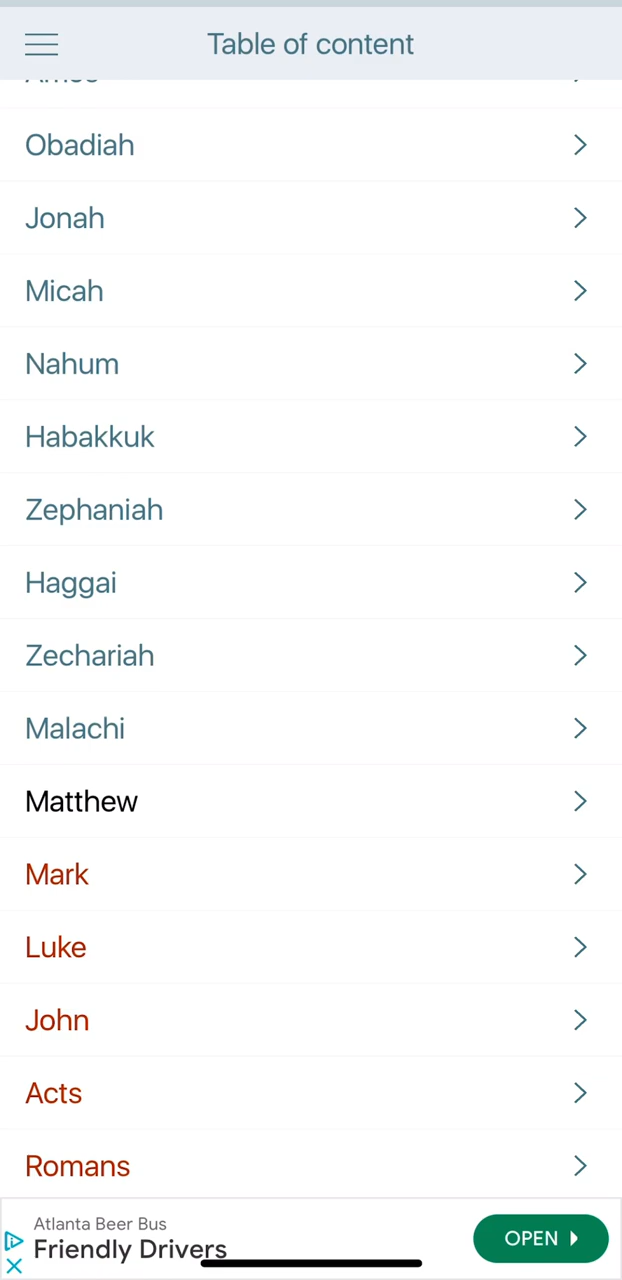 Table of content
Obadiah
Jonah
Micah
Nahum
Habakkuk
Zephaniah
Haggai
Zechariah
Malachi
Matthew
Mark
Luke
John
Acts
Romans
Atlanta Beer Bus
Friendly Drivers
OPEN